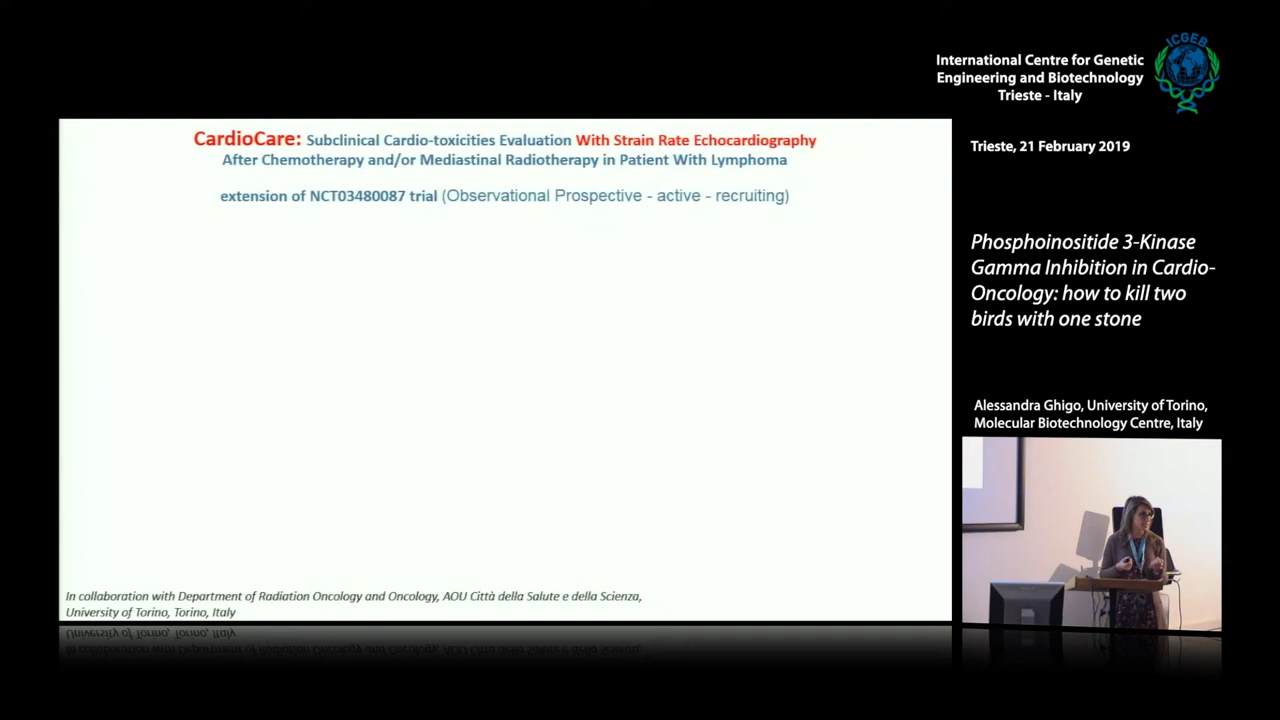 International Centre for Genetic
Engineering and Biotechnology
Trieste - Italy
ICGEB
Trieste, 21 February 2019
CardioCare: Subclinical Cardio-toxicities Evaluation With Strain Rate Echocardiography
After Chemotherapy and/or Mediastinal Radiotherapy in Patient With Lymphoma
extension of NCT03480087 trial (Observational Prospective - active - recruiting)
Phosphoinositide 3-Kinase
Gamma Inhibition in Cardio-
Oncology: how to kill two
birds with one stone
Alessandra Ghigo, University of Torino,
Molecular Biotechnology Centre, Italy
In collaboration with Department of Radiation Oncology and Oncology, AOU Città della Salute e della Scienza,
University of Torino, Torino, Italy